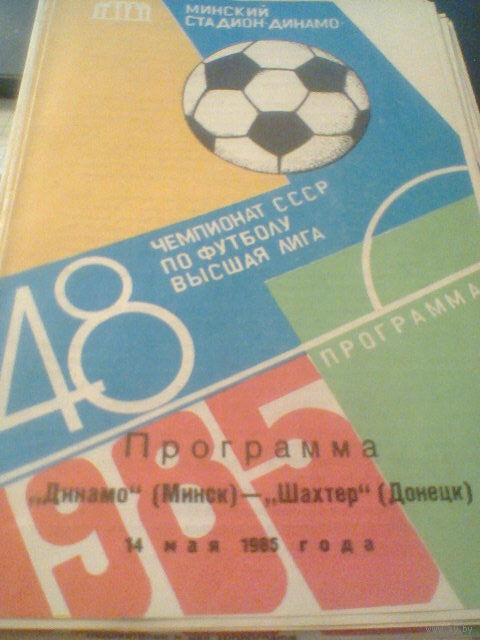 МИНСКИЙ
СТАДИОН·ДИНАМО·
48
ЧЕМПИОНАТ СССР
ПО ФУТБОЛУ
ВЫСШАЯ ЛИГА
ПРОГРАММА
1985
Программа
„Динамо“ (Минск)—„Шахтер“ (Донецк)
14 мая 1985 года